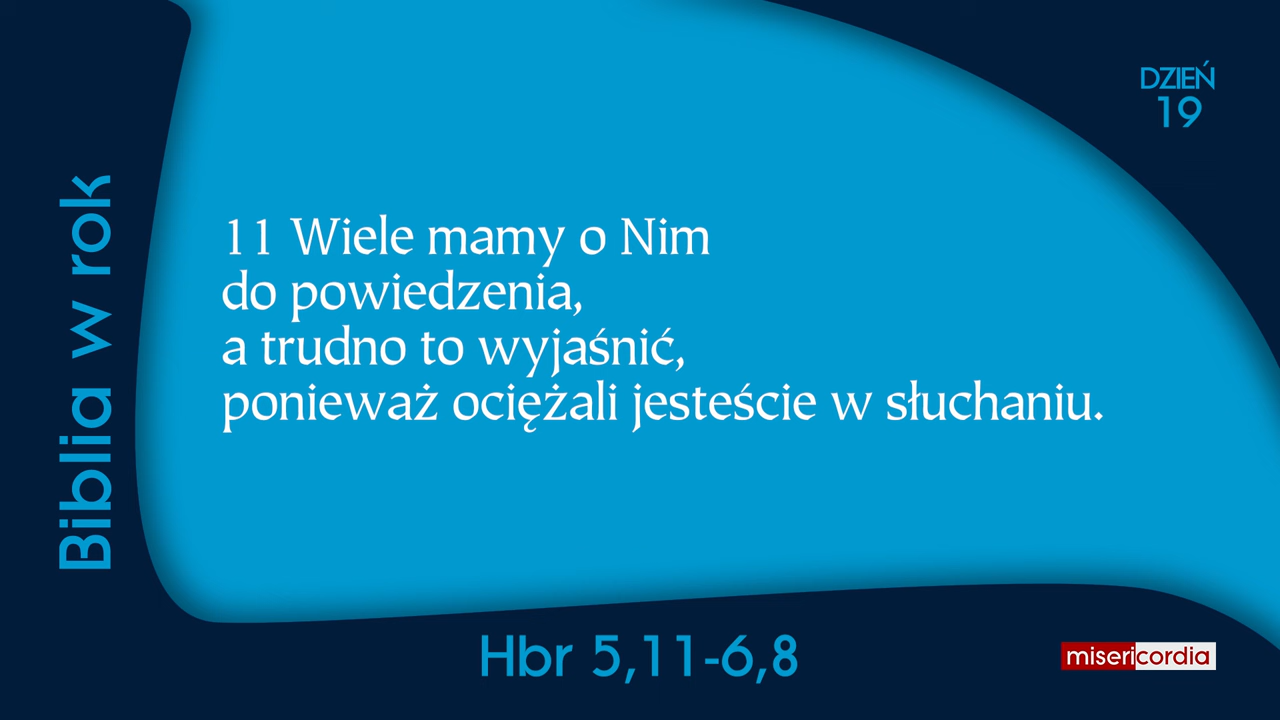 DZIEŃ
19
Biblia w rok
11 Wiele mamy o Nim
do powiedzenia,
a trudno to wyjaśnić,
ponieważ ociężali jesteście w słuchaniu.
Hbr 5,11-6,8
misericordia